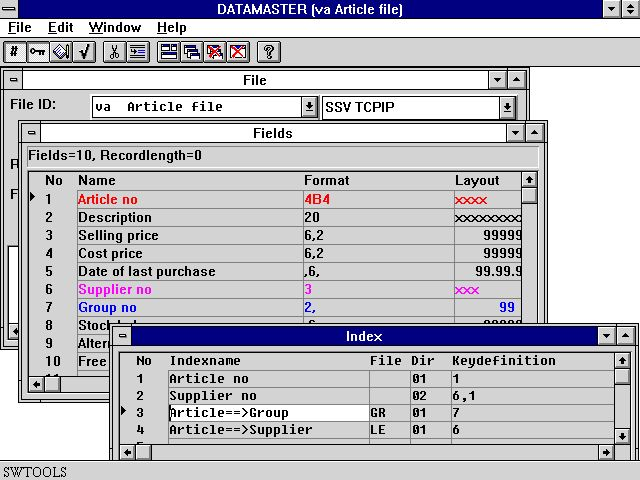 DATAMASTER (va Article file)
File Edit Window Help
# ?
File
File ID: va Article file SSV TCPIP
Fields
Fields=10, Recordlength=0
No Name Format Layout
1 Article no 4B4 xxxx
2 Description 20 xxxxxxxx
3 Selling price 6,2 99999
4 Cost price 6,2 99999
5 Date of last purchase ,6, 99.99.9
6 Supplier no 3 xxx
7 Group no 2, 99
8
9
10 Free
Index
No Indexname File Dir Keydefinition
1 Article no 01 1
2 Supplier no 02 6,1
3 Article==>Group GR 01 7
4 Article==>Supplier LE 01 6
SWTOOLS